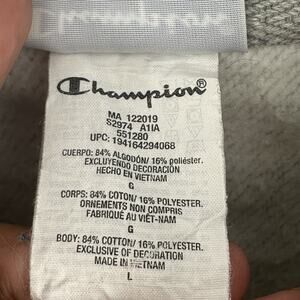 Champion®
MA 122019
S2974 A1IA
551280
UPC: 194164294068
CUERPO: 84% ALGODÓN/ 16% poliéster.
EXCLUYENDO DECORACIÓN
HECHO EN VIETNAM
G
CORPS: 84% COTON/ 16% POLYESTER.
ORNEMENTS NON COMPRIS
FABRIQUÉ AU VIÊT-NAM
G
BODY: 84% COTTON/ 16% POLYESTER.
EXCLUSIVE OF DECORATION
MADE IN VIETNAM
L